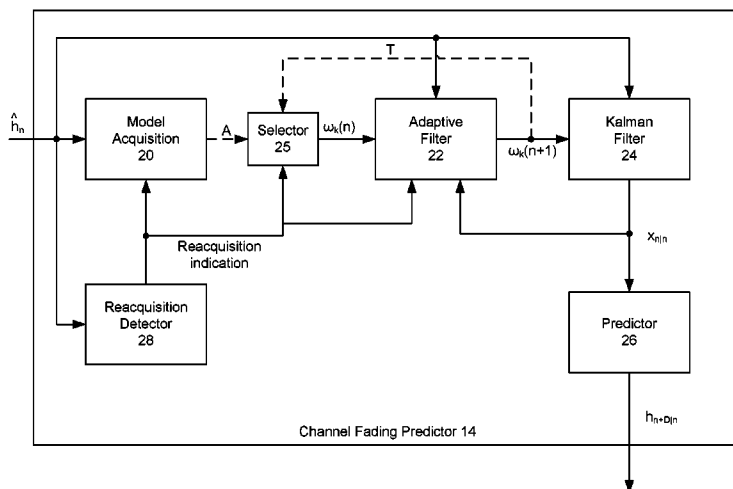 T
ĥn
Model
Acquisition
20
A
Selector
25
ωk(n)
Adaptive
Filter
22
ωk(n+1)
Kalman
Filter
24
Reacquisition
indication
xn|n
Reacquisition
Detector
28
Predictor
26
hn+D|n
Channel Fading Predictor 14